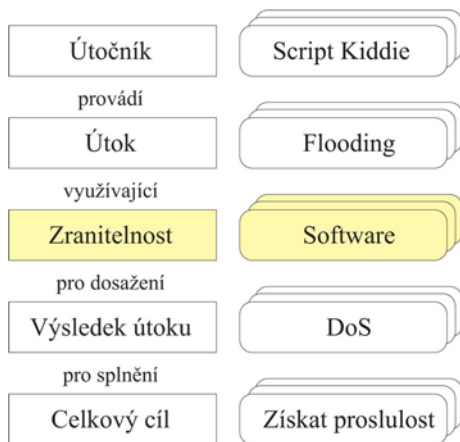 Útočník Script Kiddie
provádí
Útok Flooding
využívající
Zranitelnost Software
pro dosažení
Výsledek útoku DoS
pro splnění
Celkový cíl Získat proslulost